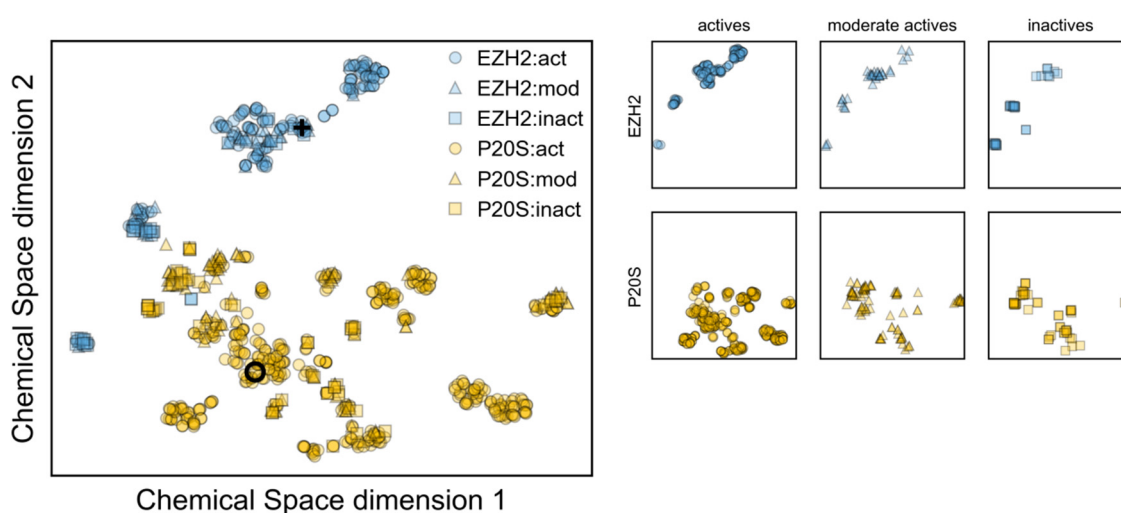 Chemical Space dimension 2
EZH2:act
EZH2:mod
EZH2:inact
P20S:act
P20S:mod
P20S:inact
Chemical Space dimension 1
actives
moderate actives
inactives
EZH2
P20S